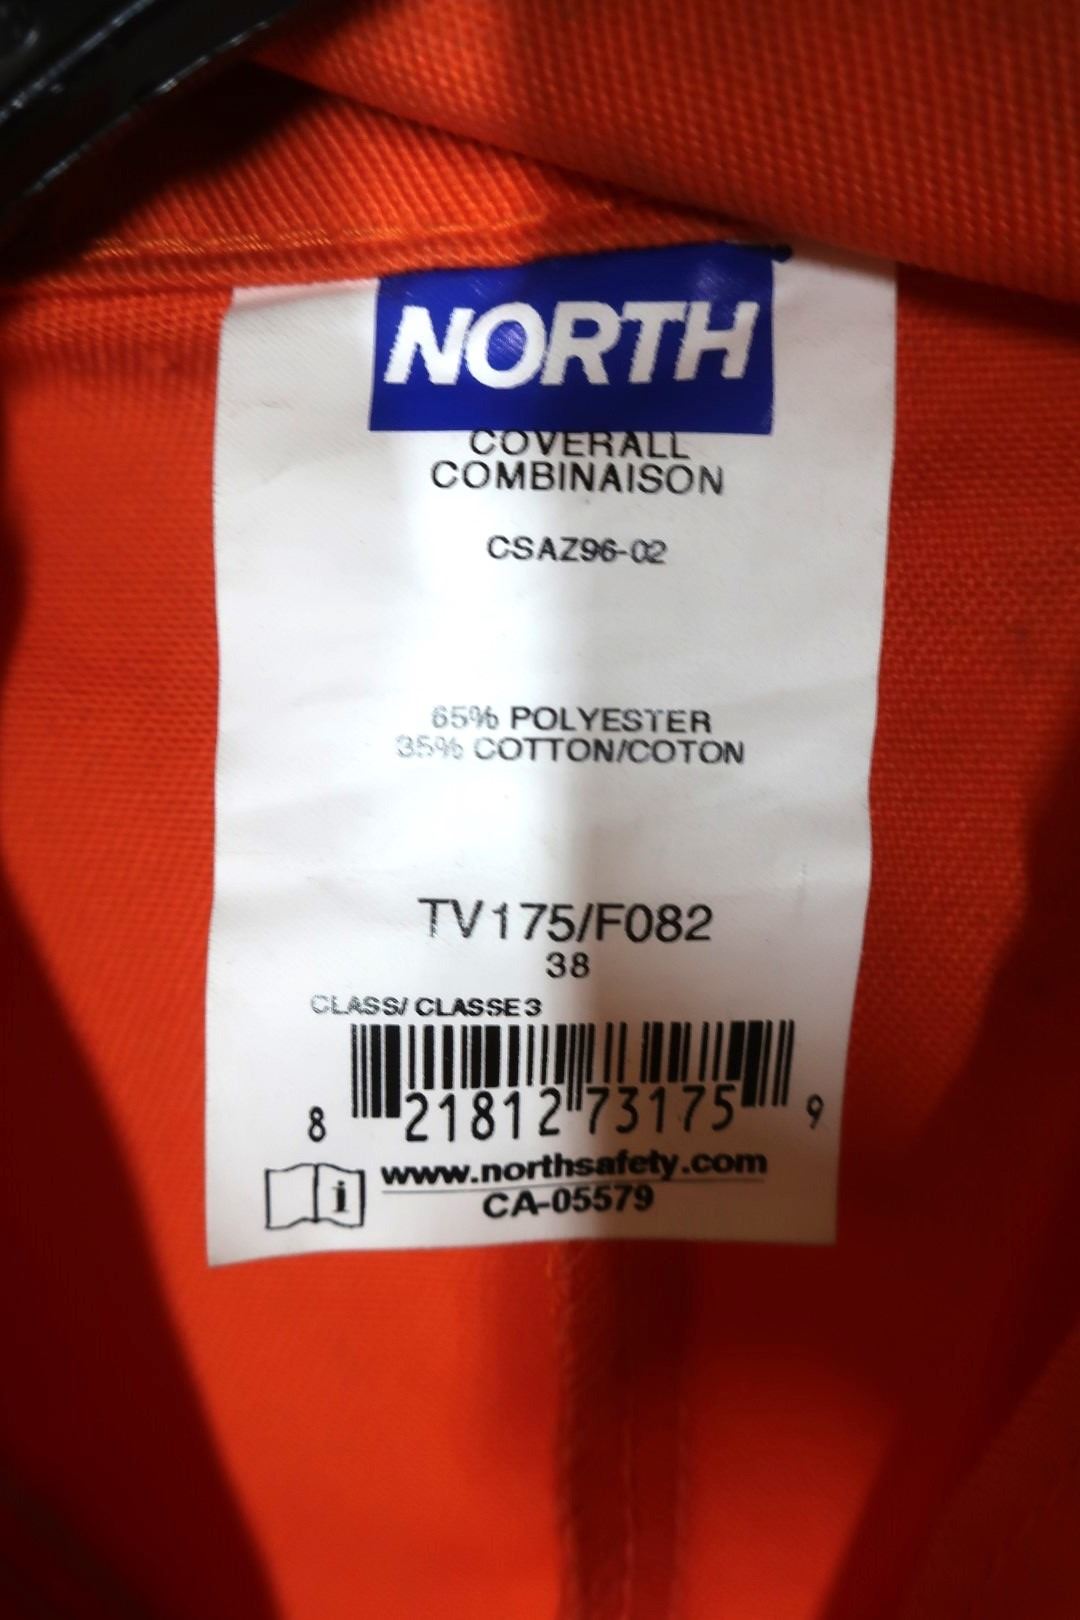 NORTH
COVERALL
COMBINAISON
CSAZ96-02
65% POLYESTER
35% COTTON/COTON
TV175/F082
38
CLASS/ CLASSE 3
8 21812 73175 9
i www.northsafety.com
CA-05579